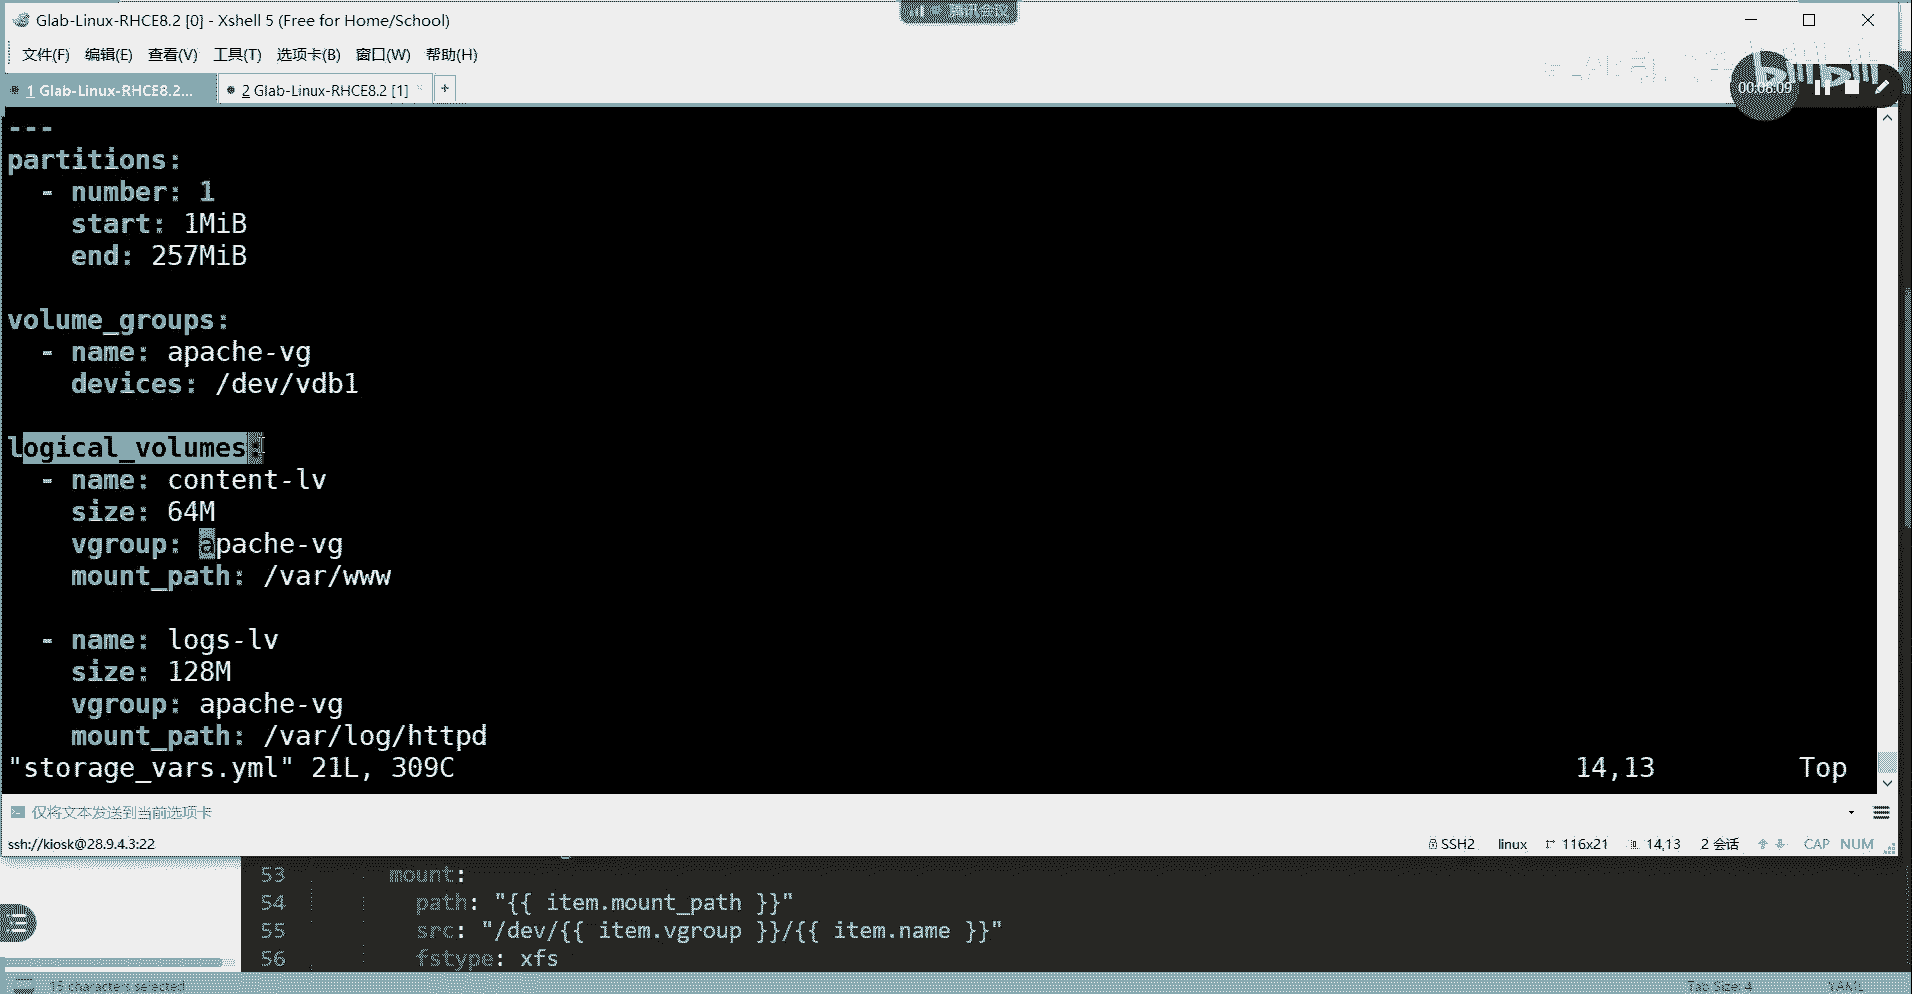 Glab-Linux-RHCE8.2 [0] - Xshell 5 (Free for Home/School)
腾讯会议
文件(F) 编辑(E) 查看(V) 工具(T) 选项卡(B) 窗口(W) 帮助(H)
bilibili
00:08:09
1 Glab-Linux-RHCE8.2... 2 Glab-Linux-RHCE8.2 [1] +
---
partitions:
- number: 1
start: 1MiB
end: 257MiB
volume_groups:
- name: apache-vg
devices: /dev/vdb1
logical_volumes:
- name: content-lv
size: 64M
vgroup: apache-vg
mount_path: /var/www
- name: logs-lv
size: 128M
vgroup: apache-vg
mount_path: /var/log/httpd
"storage_vars.yml" 21L, 309C 14,13 Top
仅将文本发送到当前选项卡
ssh://kiosk@28.9.4.3:22 SSH2 linux 116x21 14,13 2 会话 CAP NUM
53 mount:
54 path: "{{ item.mount_path }}"
55 src: "/dev/{{ item.vgroup }}/{{ item.name }}"
56 fstype: xfs
15 characters selected Tab Size: 4 YAML